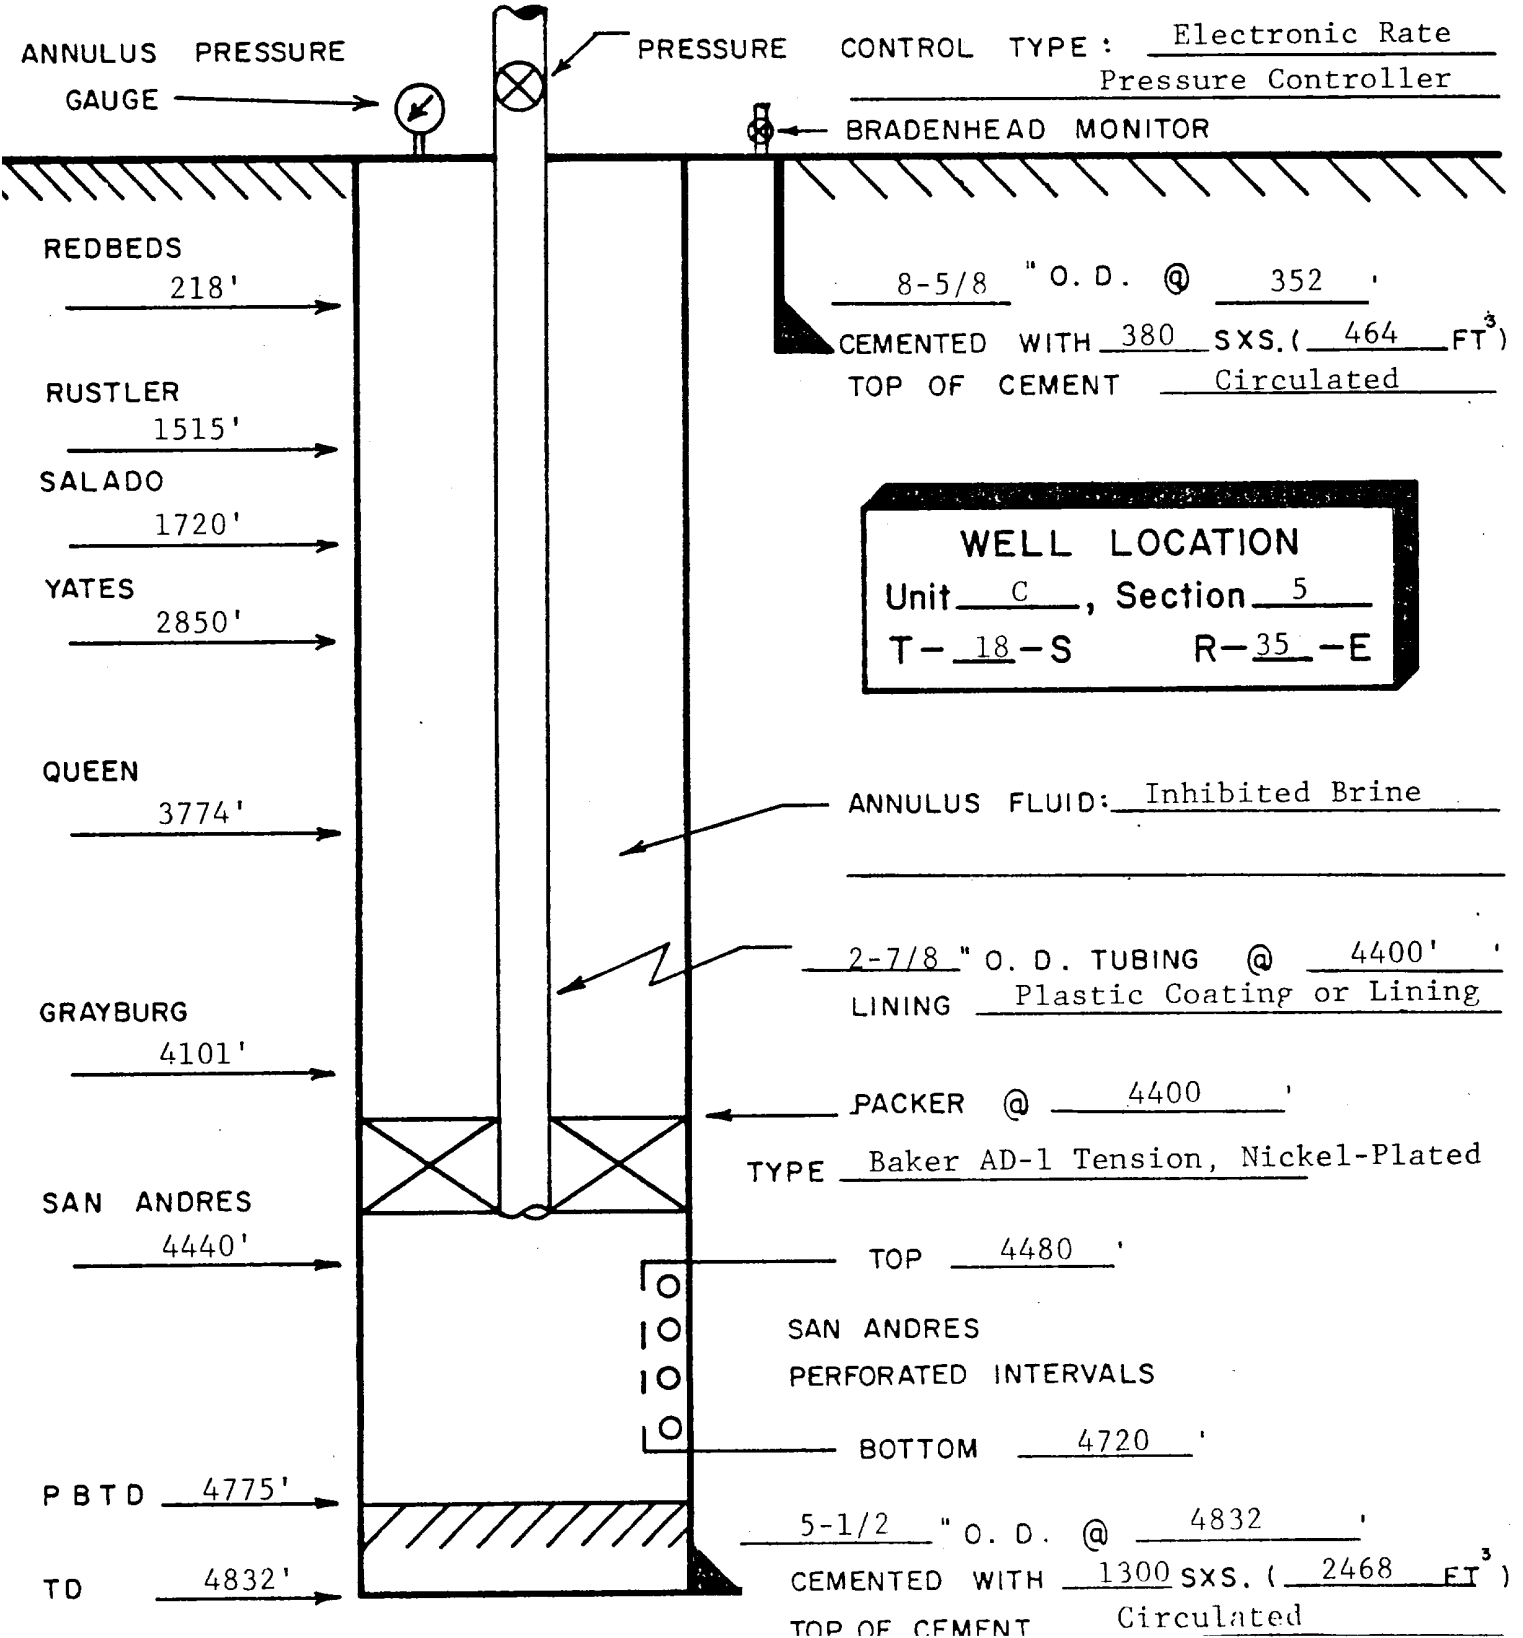 ANNULUS PRESSURE
GAUGE
PRESSURE CONTROL TYPE: Electronic Rate
Pressure Controller
BRADENHEAD MONITOR
REDBEDS
218'
8-5/8 " O.D. @ 352 '
CEMENTED WITH 380 SXS. ( 464 FT³)
TOP OF CEMENT Circulated
RUSTLER
1515'
SALADO
1720'
YATES
2850'
WELL LOCATION
Unit C, Section 5
T-18-S R-35-E
QUEEN
3774'
ANNULUS FLUID: Inhibited Brine
2-7/8 " O. D. TUBING @ 4400' '
LINING Plastic Coating or Lining
GRAYBURG
4101'
PACKER @ 4400 '
TYPE Baker AD-1 Tension, Nickel-Plated
SAN ANDRES
4440'
TOP 4480 '
SAN ANDRES
PERFORATED INTERVALS
BOTTOM 4720 '
PBTD 4775'
5-1/2 " O. D. @ 4832 '
CEMENTED WITH 1300 SXS. ( 2468 FT³)
TD 4832'
TOP OF CEMENT Circulated